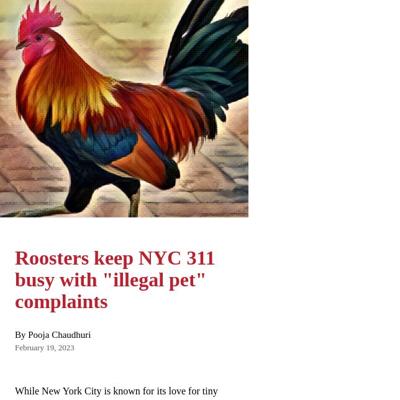 Roosters keep NYC 311
busy with "illegal pet"
complaints
By Pooja Chaudhuri
February 19, 2023
While New York City is known for its love for tiny